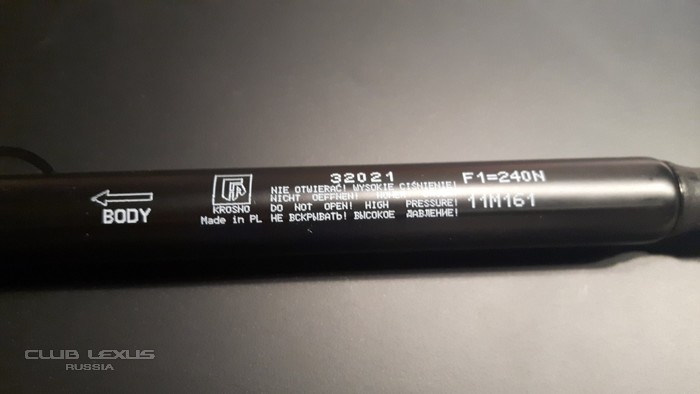 32021 F1=240N
NIE OTWIERAĆ! WYSOKIE CIŚNIENIE!
NICHT OEFFNEN!
DO NOT OPEN! HIGH PRESSURE! 11M161
НЕ ВСКРЫВАТЬ! ВЫСОКОЕ ДАВЛЕНИЕ!
KROSNO
Made in PL
BODY
CLUB LEXUS
RUSSIA